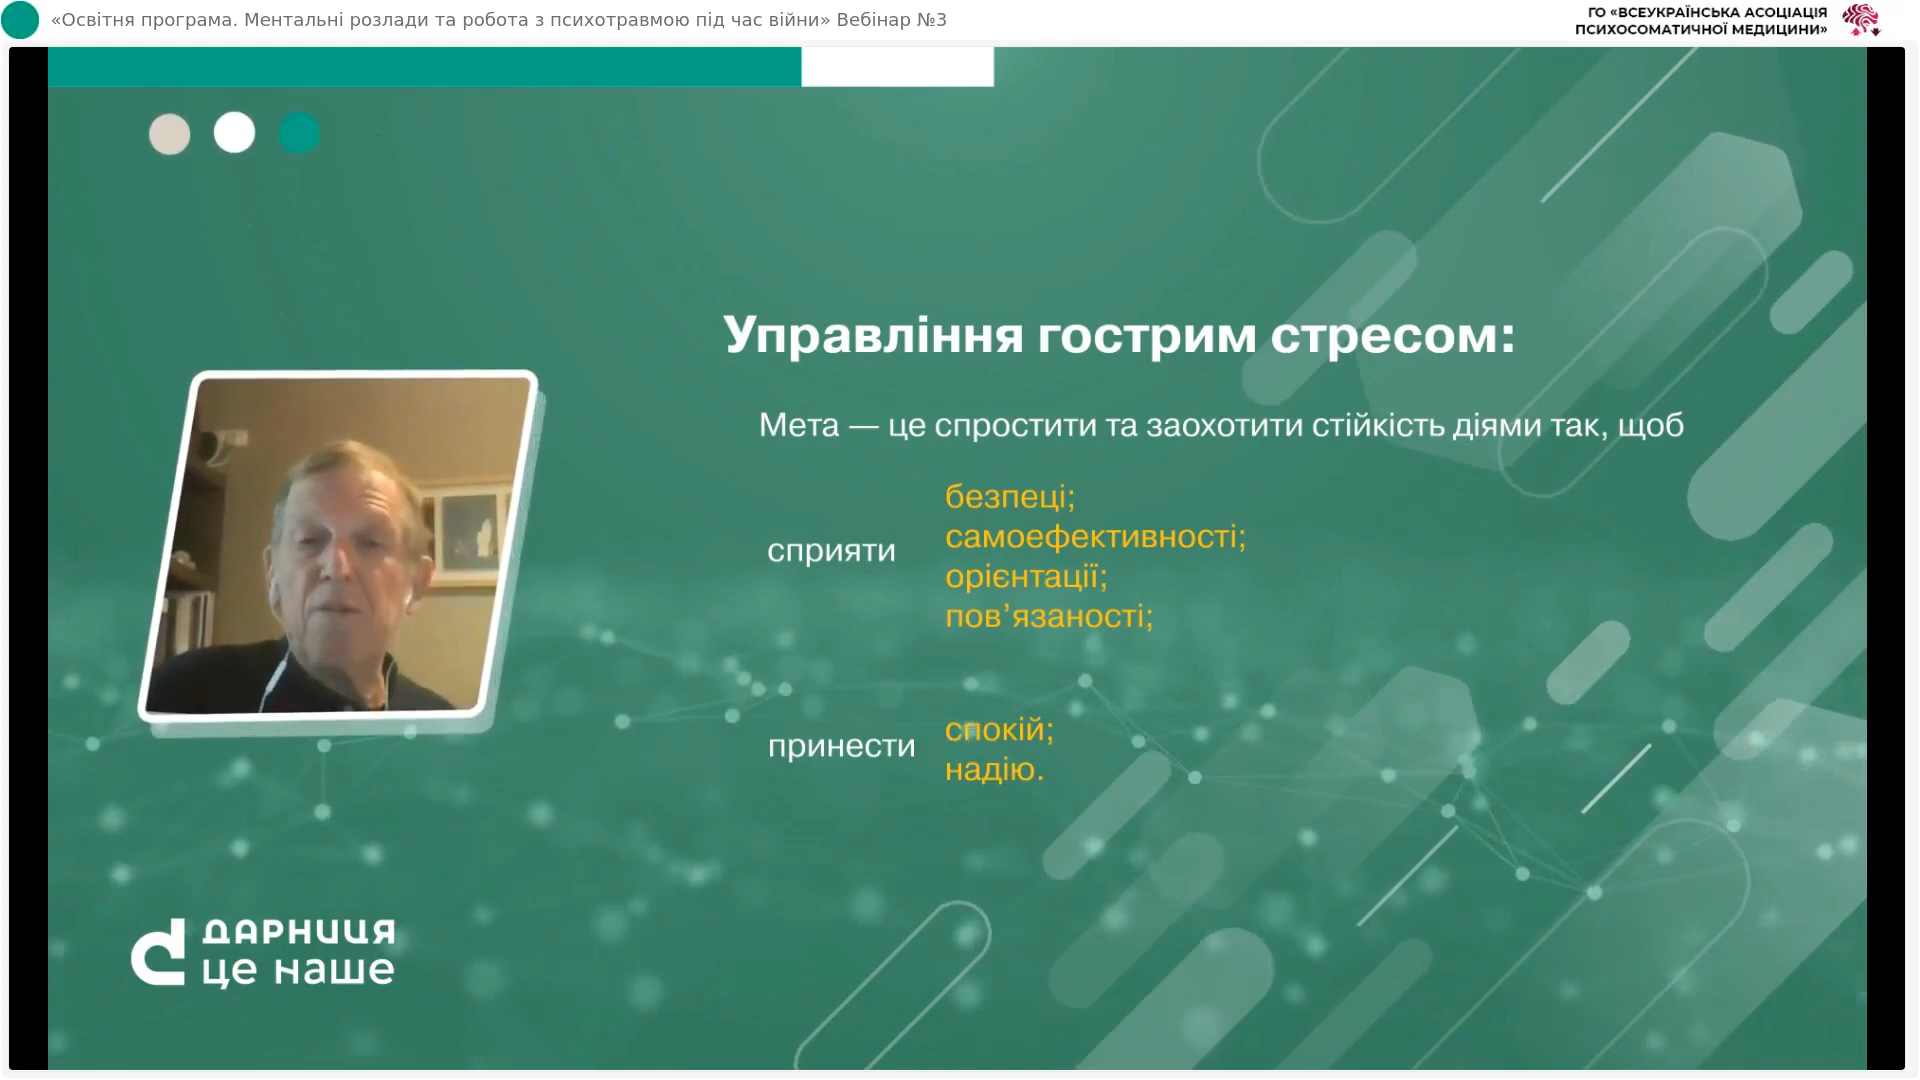 «Освітня програма. Ментальні розлади та робота з психотравмою під час війни» Вебінар №3
ГО «ВСЕУКРАЇНСЬКА АСОЦІАЦІЯ
ПСИХОСОМАТИЧНОЇ МЕДИЦИНИ»
Управління гострим стресом:
Мета — це спростити та заохотити стійкість діями так, щоб
сприяти
безпеці;
самоефективності;
орієнтації;
пов’язаності;
принести
спокій;
надію.
ДАРНИЦЯ
це наше